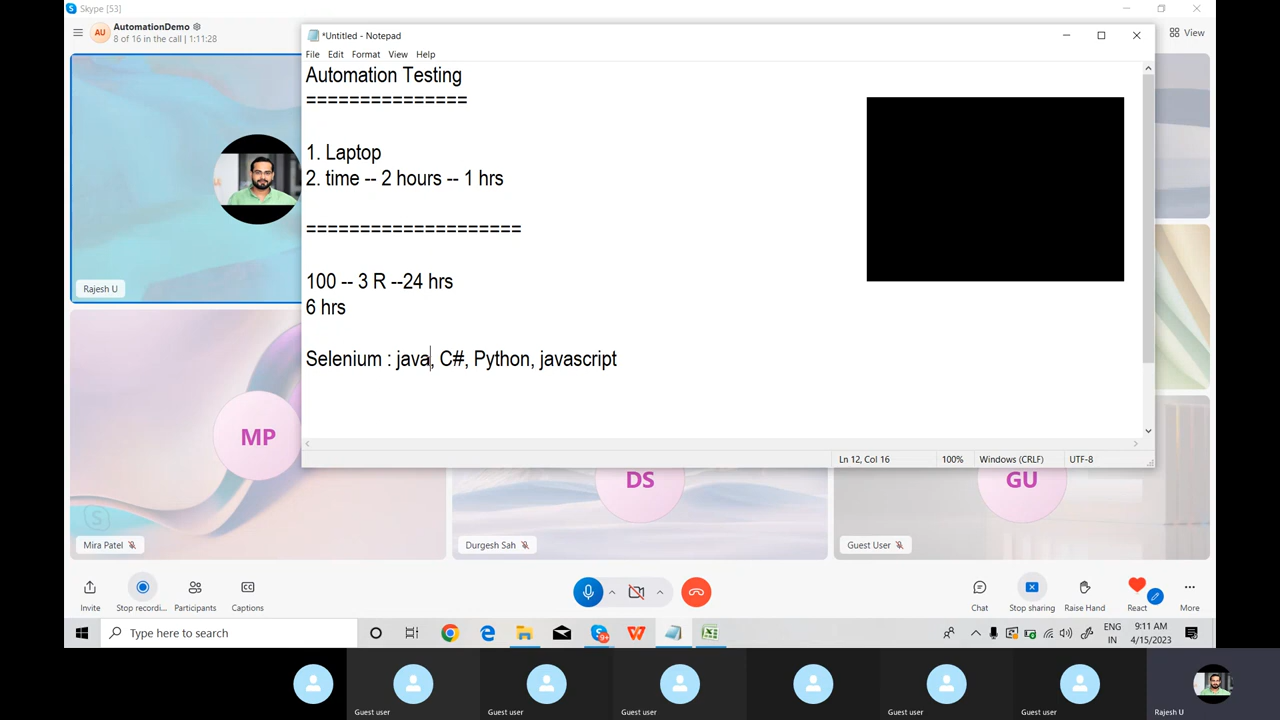 Skype [53]
AutomationDemo
8 of 16 in the call | 1:11:28
AU
View
*Untitled - Notepad
File Edit Format View Help
Automation Testing
===============
1. Laptop
2. time -- 2 hours -- 1 hrs
====================
100 -- 3 R --24 hrs
6 hrs
Selenium : java, C#, Python, javascript
Ln 12, Col 16 100% Windows (CRLF) UTF-8
Rajesh U
MP
DS
GU
Mira Patel
Durgesh Sah
Guest User
Invite
Stop recordi...
Participants
Captions
Chat
Stop sharing
Raise Hand
React
More
Type here to search
9+
ENG
IN
9:11 AM
4/15/2023
Guest user
Guest user
Guest user
Guest user
Guest user
Rajesh U